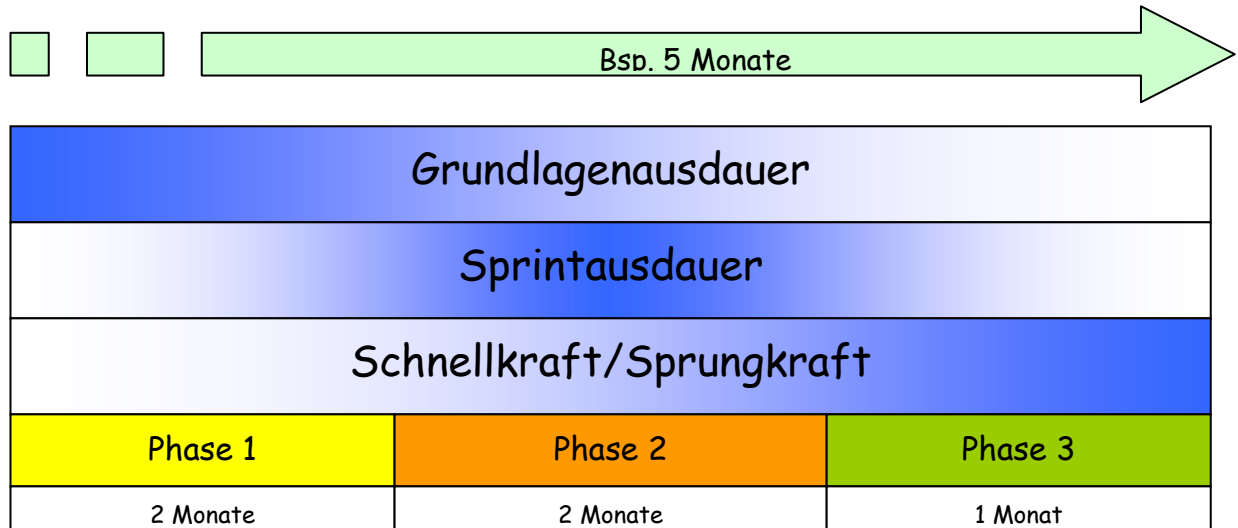 Bsp. 5 Monate
Grundlagenausdauer
Sprintausdauer
Schnellkraft/Sprungkraft
Phase 1 Phase 2 Phase 3
2 Monate 2 Monate 1 Monat